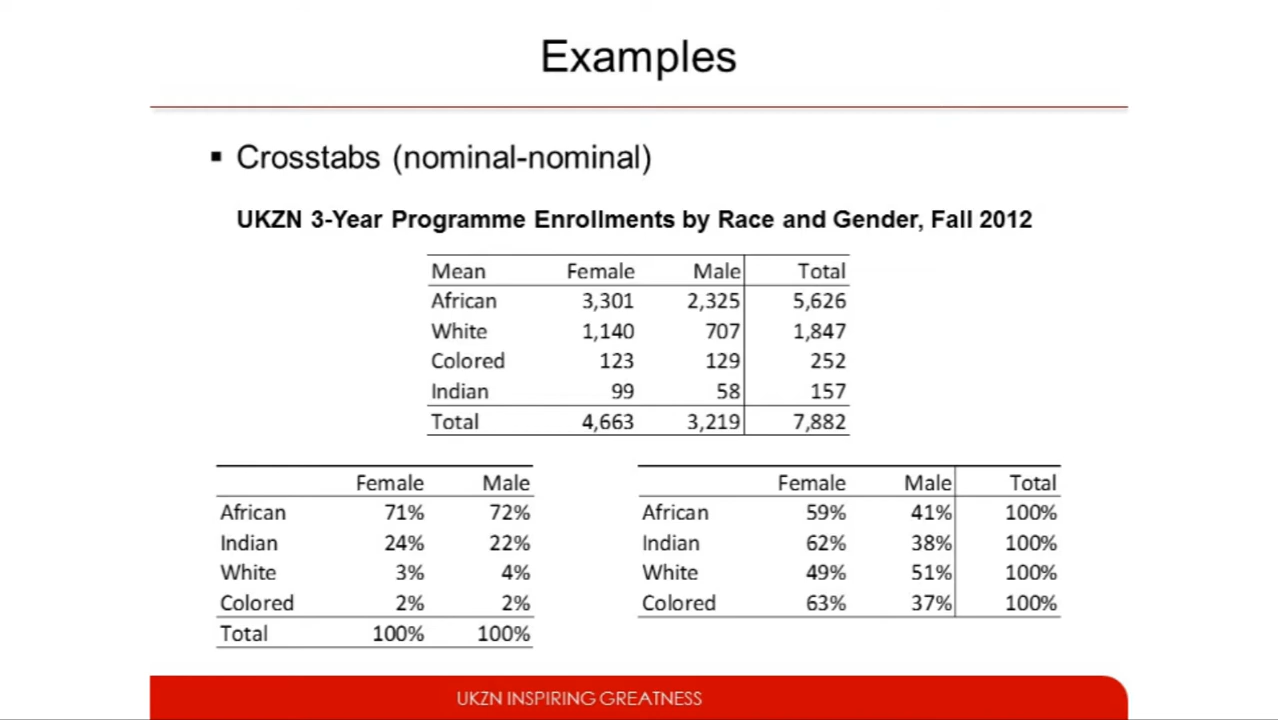 Examples
▪ Crosstabs (nominal-nominal)
UKZN 3-Year Programme Enrollments by Race and Gender, Fall 2012
Mean Female Male Total
African 3,301 2,325 5,626
White 1,140 707 1,847
Colored 123 129 252
Indian 99 58 157
Total 4,663 3,219 7,882
Female Male
African 71% 72%
Indian 24% 22%
White 3% 4%
Colored 2% 2%
Total 100% 100%
Female Male Total
African 59% 41% 100%
Indian 62% 38% 100%
White 49% 51% 100%
Colored 63% 37% 100%
UKZN INSPIRING GREATNESS